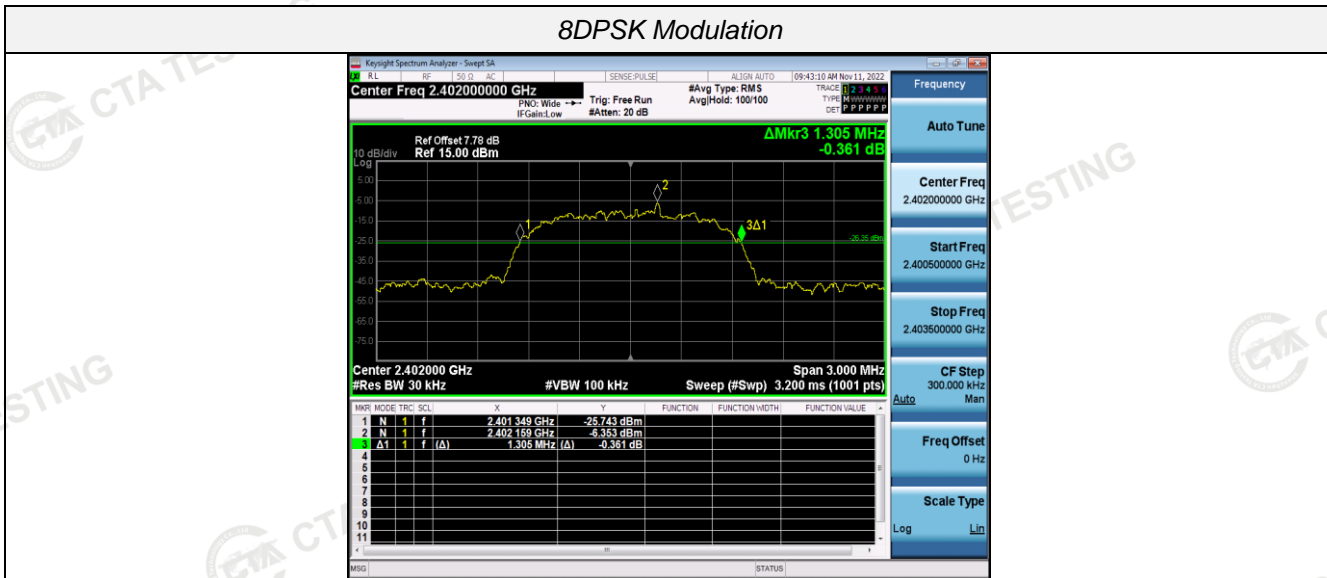 8DPSK Modulation
Keysight Spectrum Analyzer - Swept SA
RL RF 50 Ω AC SENSE:PULSE ALIGN AUTO 09:43:10 AM Nov 11, 2022
Center Freq 2.402000000 GHz
PNO: Wide
IFGain:Low
Trig: Free Run
#Atten: 20 dB
#Avg Type: RMS
Avg|Hold: 100/100
TRACE 1 2 3 4 5 6
TYPE M W W W W W
DET P P P P P P
Frequency
ΔMkr3 1.305 MHz
-0.361 dB
Ref Offset 7.78 dB
10 dB/div Ref 15.00 dBm
Log
5.00
-5.00
-15.0
-25.0
-35.0
-45.0
-55.0
-65.0
-75.0
1
2
3Δ1
-26.35 dBm
Center 2.402000 GHz Span 3.000 MHz
#Res BW 30 kHz #VBW 100 kHz Sweep (#Swp) 3.200 ms (1001 pts)
MKR MODE TRC SCL X Y FUNCTION FUNCTION WIDTH FUNCTION VALUE
1 N 1 f 2.401 349 GHz -25.743 dBm
2 N 1 f 2.402 159 GHz -6.353 dBm
3 Δ1 1 f (Δ) 1.305 MHz (Δ) -0.361 dB
4
5
6
7
8
9
10
11
MSG STATUS
Auto Tune
Center Freq
2.402000000 GHz
Start Freq
2.400500000 GHz
Stop Freq
2.403500000 GHz
CF Step
300.000 kHz
Auto Man
Freq Offset
0 Hz
Scale Type
Log Lin
CTA TESTING